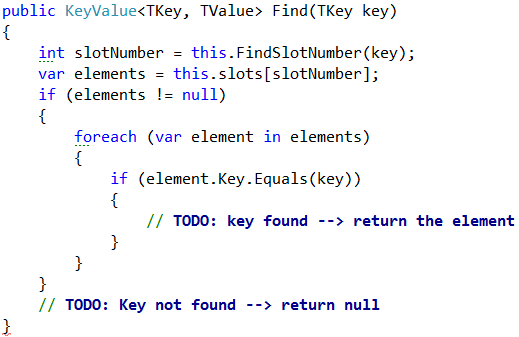 public KeyValue<TKey, TValue> Find(TKey key)
{
    int slotNumber = this.FindSlotNumber(key);
    var elements = this.slots[slotNumber];
    if (elements != null)
    {
        foreach (var element in elements)
        {
            if (element.Key.Equals(key))
            {
                // TODO: key found --> return the element
            }
        }
    }
    // TODO: Key not found --> return null
}